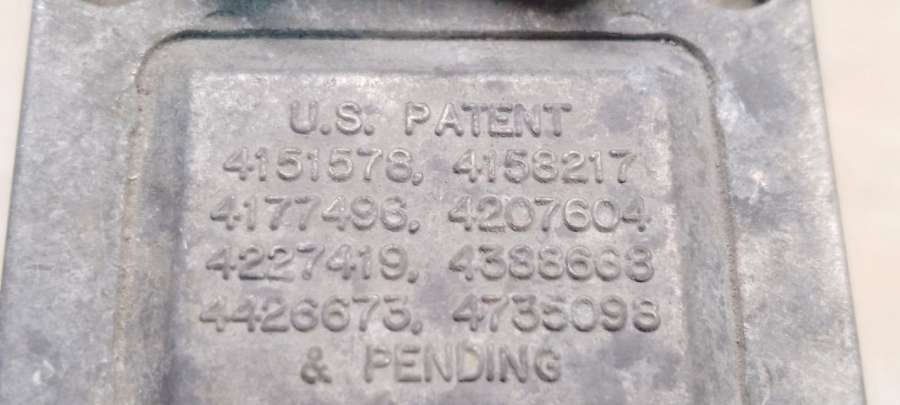 U.S. PATENT
4151578, 4158217
4177496, 4207604
4227419, 4388668
4426673, 4735098
& PENDING